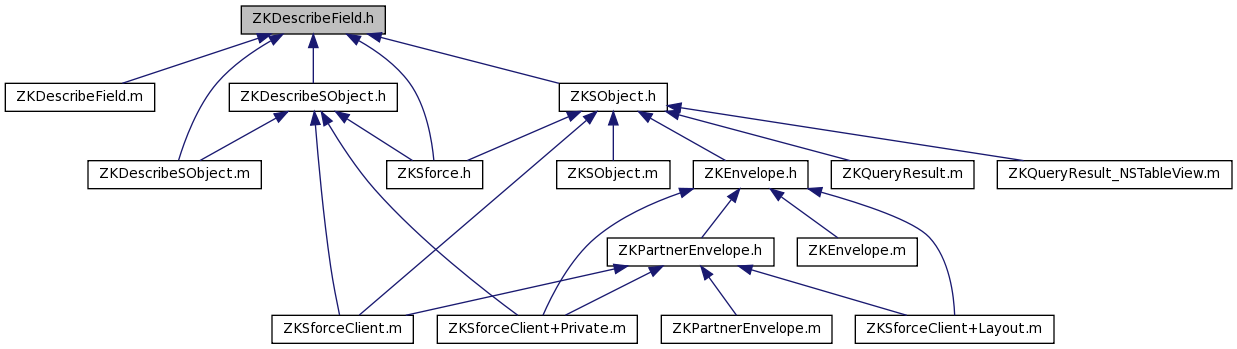 ZKDescribeField.h
ZKDescribeField.m
ZKDescribeSObject.h
ZKSObject.h
ZKDescribeSObject.m
ZKSforce.h
ZKSObject.m
ZKEnvelope.h
ZKQueryResult.m
ZKQueryResult_NSTableView.m
ZKPartnerEnvelope.h
ZKEnvelope.m
ZKSforceClient.m
ZKSforceClient+Private.m
ZKPartnerEnvelope.m
ZKSforceClient+Layout.m